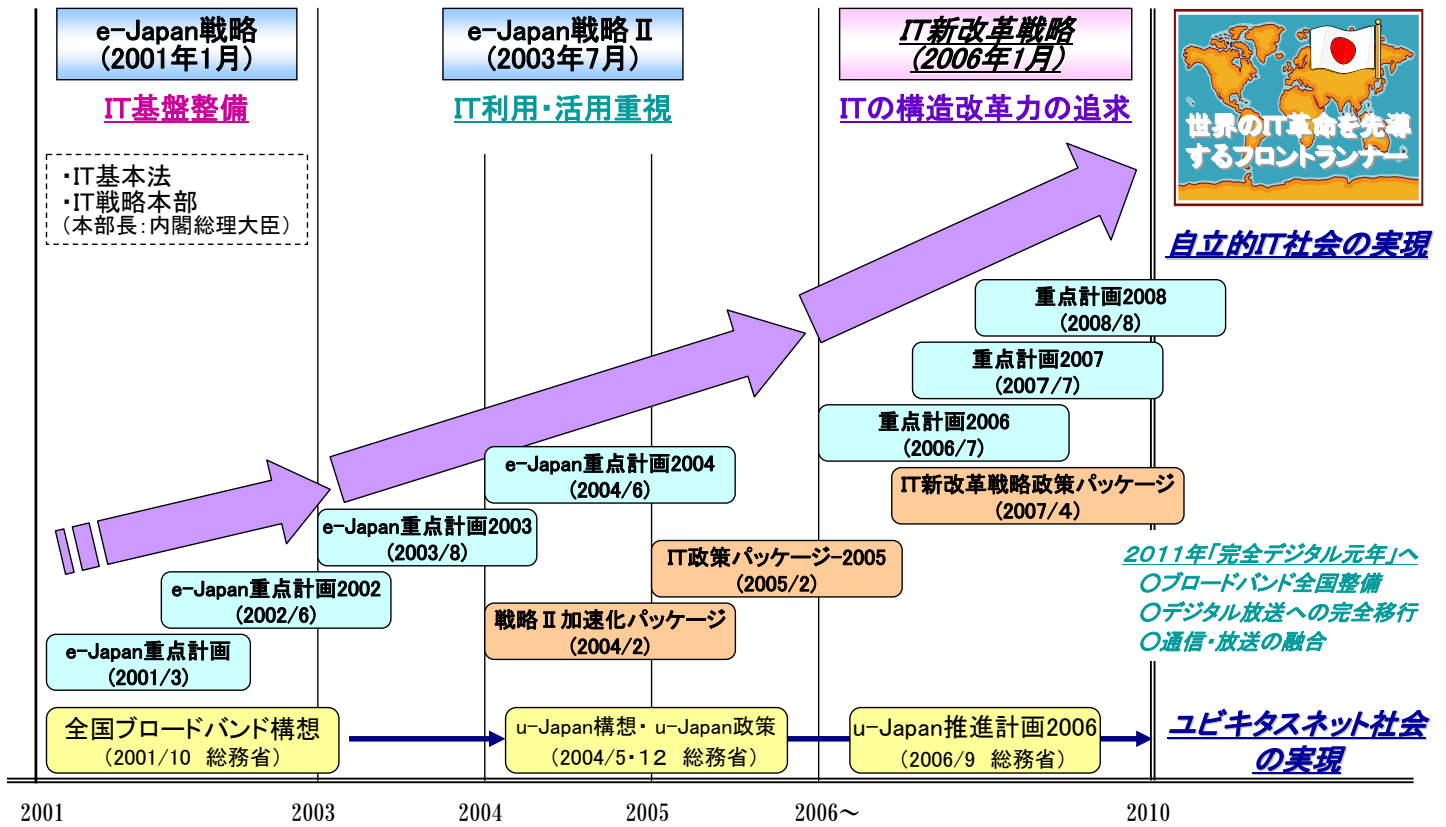 e-Japan戦略
(2001年1月)
IT基盤整備
・IT基本法
・IT戦略本部
(本部長:内閣総理大臣)
e-Japan戦略Ⅱ
(2003年7月)
IT利用・活用重視
IT新改革戦略
(2006年1月)
ITの構造改革力の追求
世界のIT革命を先導
するフロントランナー
自立的IT社会の実現
重点計画2008
(2008/8)
重点計画2007
(2007/7)
重点計画2006
(2006/7)
e-Japan重点計画2004
(2004/6)
IT新改革戦略政策パッケージ
(2007/4)
e-Japan重点計画2003
(2003/8)
IT政策パッケージ-2005
(2005/2)
e-Japan重点計画2002
(2002/6)
戦略Ⅱ加速化パッケージ
(2004/2)
e-Japan重点計画
(2001/3)
2011年「完全デジタル元年」へ
○ブロードバンド全国整備
○デジタル放送への完全移行
○通信・放送の融合
全国ブロードバンド構想
(2001/10 総務省)
u-Japan構想・u-Japan政策
(2004/5・12 総務省)
u-Japan推進計画2006
(2006/9 総務省)
ユビキタスネット社会
の実現
2001
2003
2004
2005
2006～
2010